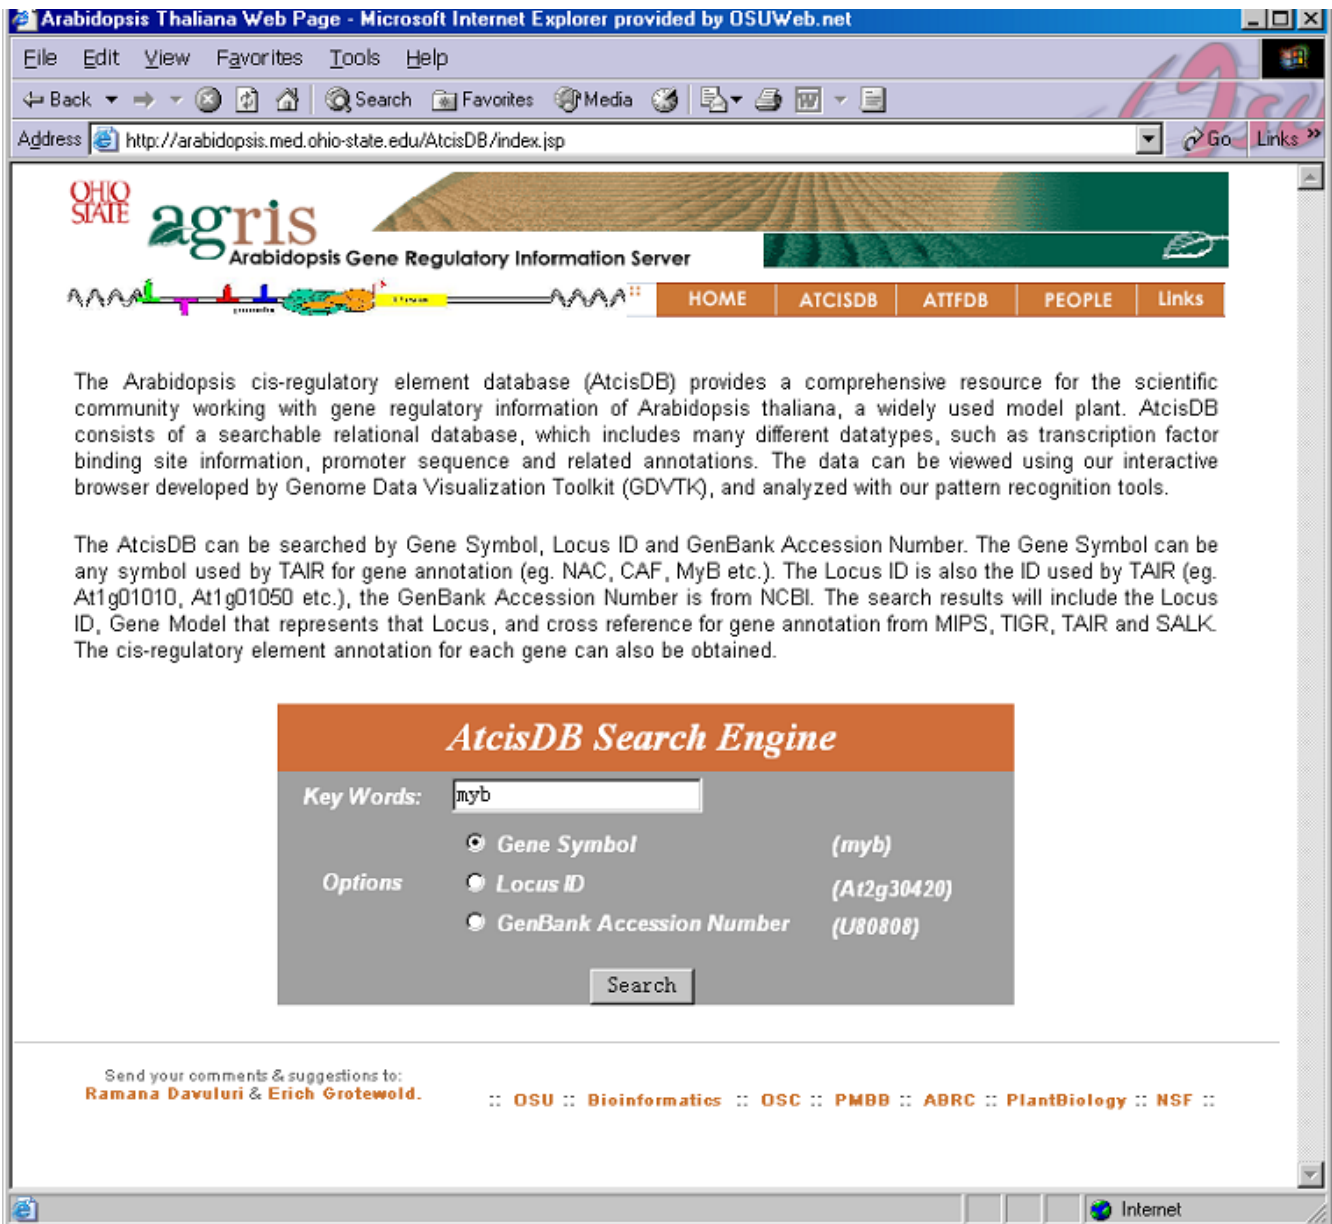 Arabidopsis Thaliana Web Page - Microsoft Internet Explorer provided by OSUWeb.net
File Edit View Favorites Tools Help
Back Search Favorites Media
Address http://arabidopsis.med.ohio-state.edu/AtcisDB/index.jsp Go Links »
OHIO
STATE
agris
Arabidopsis Gene Regulatory Information Server
HOME ATCISDB ATTFDB PEOPLE Links
The Arabidopsis cis-regulatory element database (AtcisDB) provides a comprehensive resource for the scientific
community working with gene regulatory information of Arabidopsis thaliana, a widely used model plant. AtcisDB
consists of a searchable relational database, which includes many different datatypes, such as transcription factor
binding site information, promoter sequence and related annotations. The data can be viewed using our interactive
browser developed by Genome Data Visualization Toolkit (GDVTK), and analyzed with our pattern recognition tools.
The AtcisDB can be searched by Gene Symbol, Locus ID and GenBank Accession Number. The Gene Symbol can be
any symbol used by TAIR for gene annotation (eg. NAC, CAF, MyB etc.). The Locus ID is also the ID used by TAIR (eg.
At1g01010, At1g01050 etc.), the GenBank Accession Number is from NCBI. The search results will include the Locus
ID, Gene Model that represents that Locus, and cross reference for gene annotation from MIPS, TIGR, TAIR and SALK.
The cis-regulatory element annotation for each gene can also be obtained.
AtcisDB Search Engine
Key Words: myb
Gene Symbol (myb)
Options Locus ID (At2g30420)
GenBank Accession Number (U80808)
Search
Send your comments & suggestions to:
Ramana Davuluri & Erich Grotewold.
:: OSU :: Bioinformatics :: OSC :: PMBB :: ABRC :: PlantBiology :: NSF ::
Internet